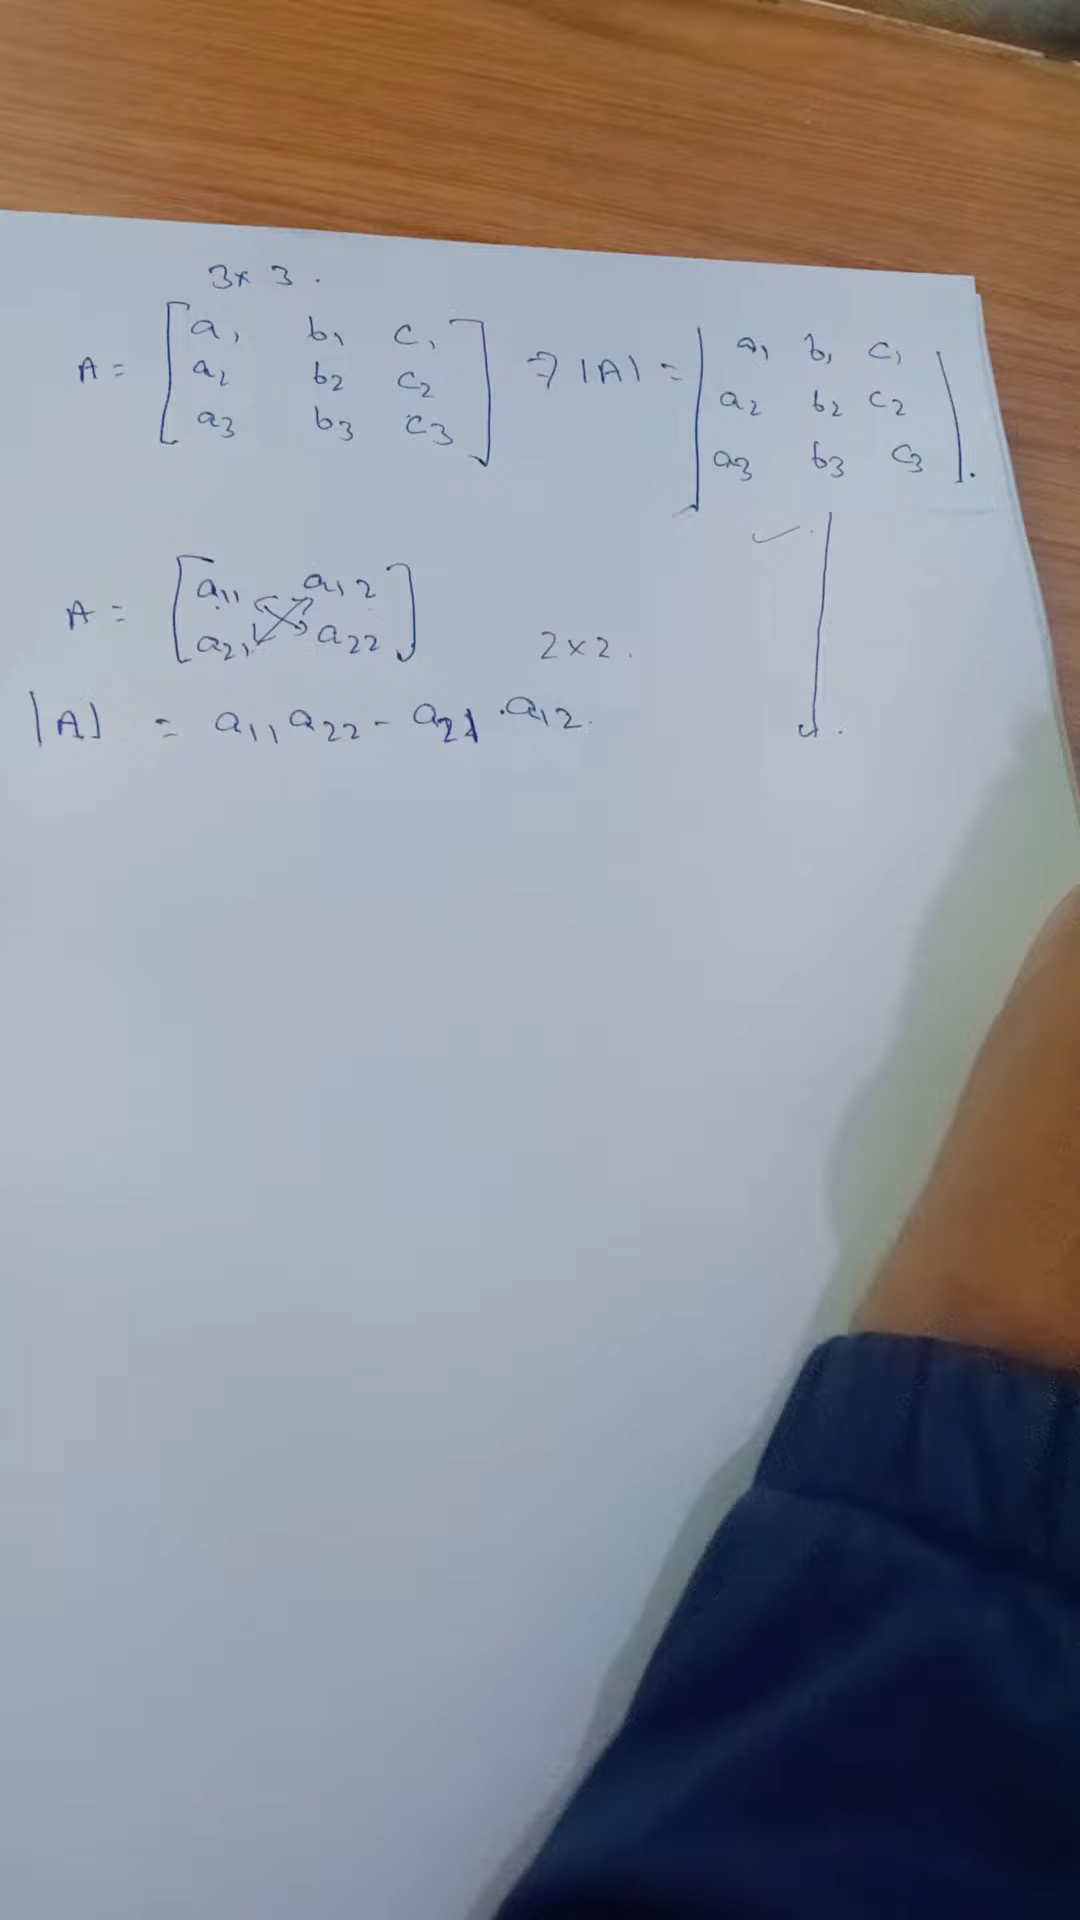 3x3.
A = [a1 b1 c1
a2 b2 c2
a3 b3 c3] ⇒ |A| = |a1 b1 c1
a2 b2 c2
a3 b3 c3|.
A = [a11 a12
a21 a22] 2x2.
|A| = a11 a22 - a21 . a12.